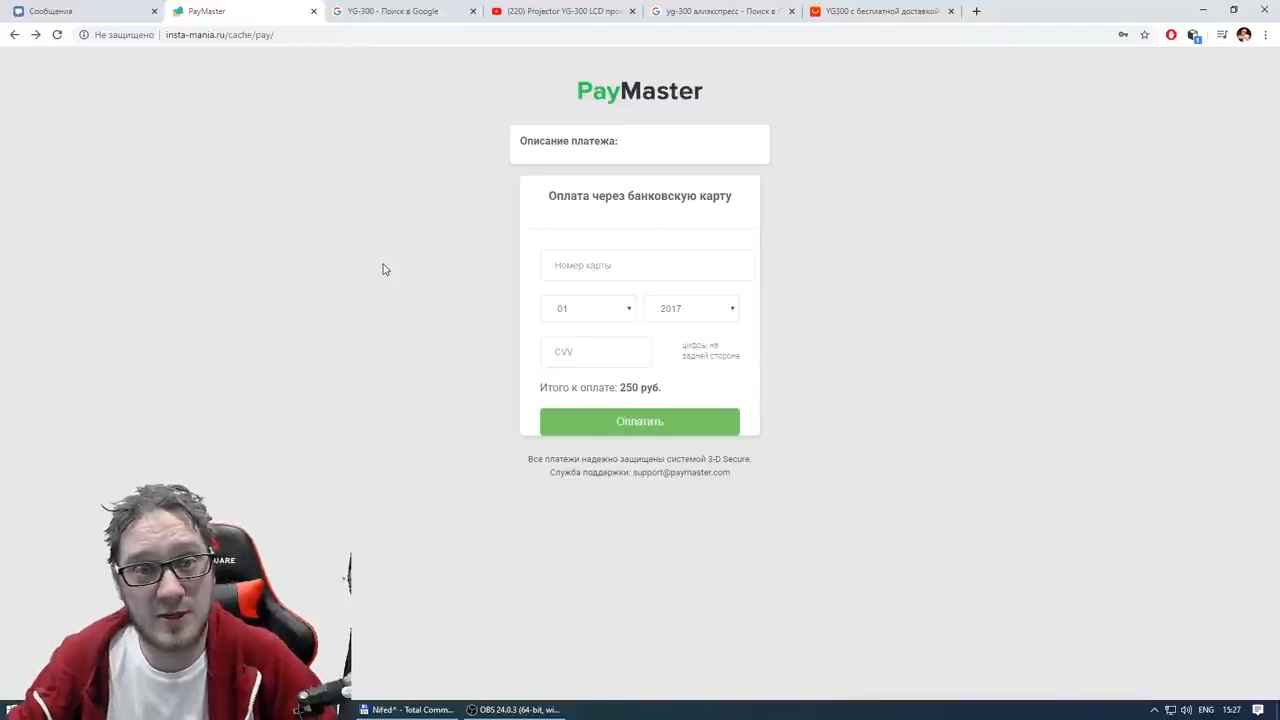 Сообщения
PayMaster
YG-300 - Поиск в Google
(220) Projector YG-300 LCD про
yg-300 алиэкспресс - Поиск в
YG300 с бесплатной доставкой
Не защищено
insta-mania.ru/cache/pay/
PayMaster
Описание платежа:
Оплата через банковскую карту
Номер карты
01
2017
CVV
цифры на
задней стороне
Итого к оплате: 250 руб.
Оплатить
Все платежи надежно защищены системой 3-D Secure.
Служба поддержки: support@paymaster.com
UARE
Nifed^ - Total Comm...
OBS 24.0.3 (64-bit, wi...
ENG
15:27